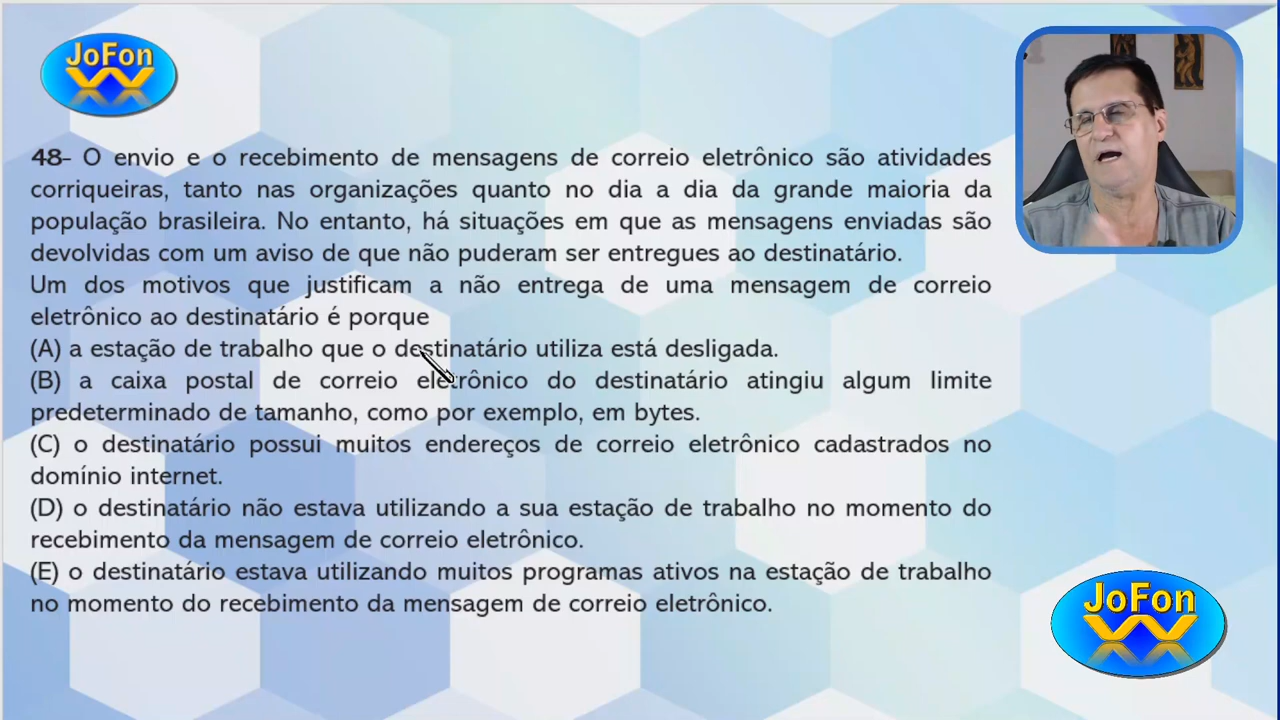 JoFon
48- O envio e o recebimento de mensagens de correio eletrônico são atividades
corriqueiras, tanto nas organizações quanto no dia a dia da grande maioria da
população brasileira. No entanto, há situações em que as mensagens enviadas são
devolvidas com um aviso de que não puderam ser entregues ao destinatário.
Um dos motivos que justificam a não entrega de uma mensagem de correio
eletrônico ao destinatário é porque
(A) a estação de trabalho que o destinatário utiliza está desligada.
(B) a caixa postal de correio eletrônico do destinatário atingiu algum limite
predeterminado de tamanho, como por exemplo, em bytes.
(C) o destinatário possui muitos endereços de correio eletrônico cadastrados no
domínio internet.
(D) o destinatário não estava utilizando a sua estação de trabalho no momento do
recebimento da mensagem de correio eletrônico.
(E) o destinatário estava utilizando muitos programas ativos na estação de trabalho
no momento do recebimento da mensagem de correio eletrônico.
JoFon